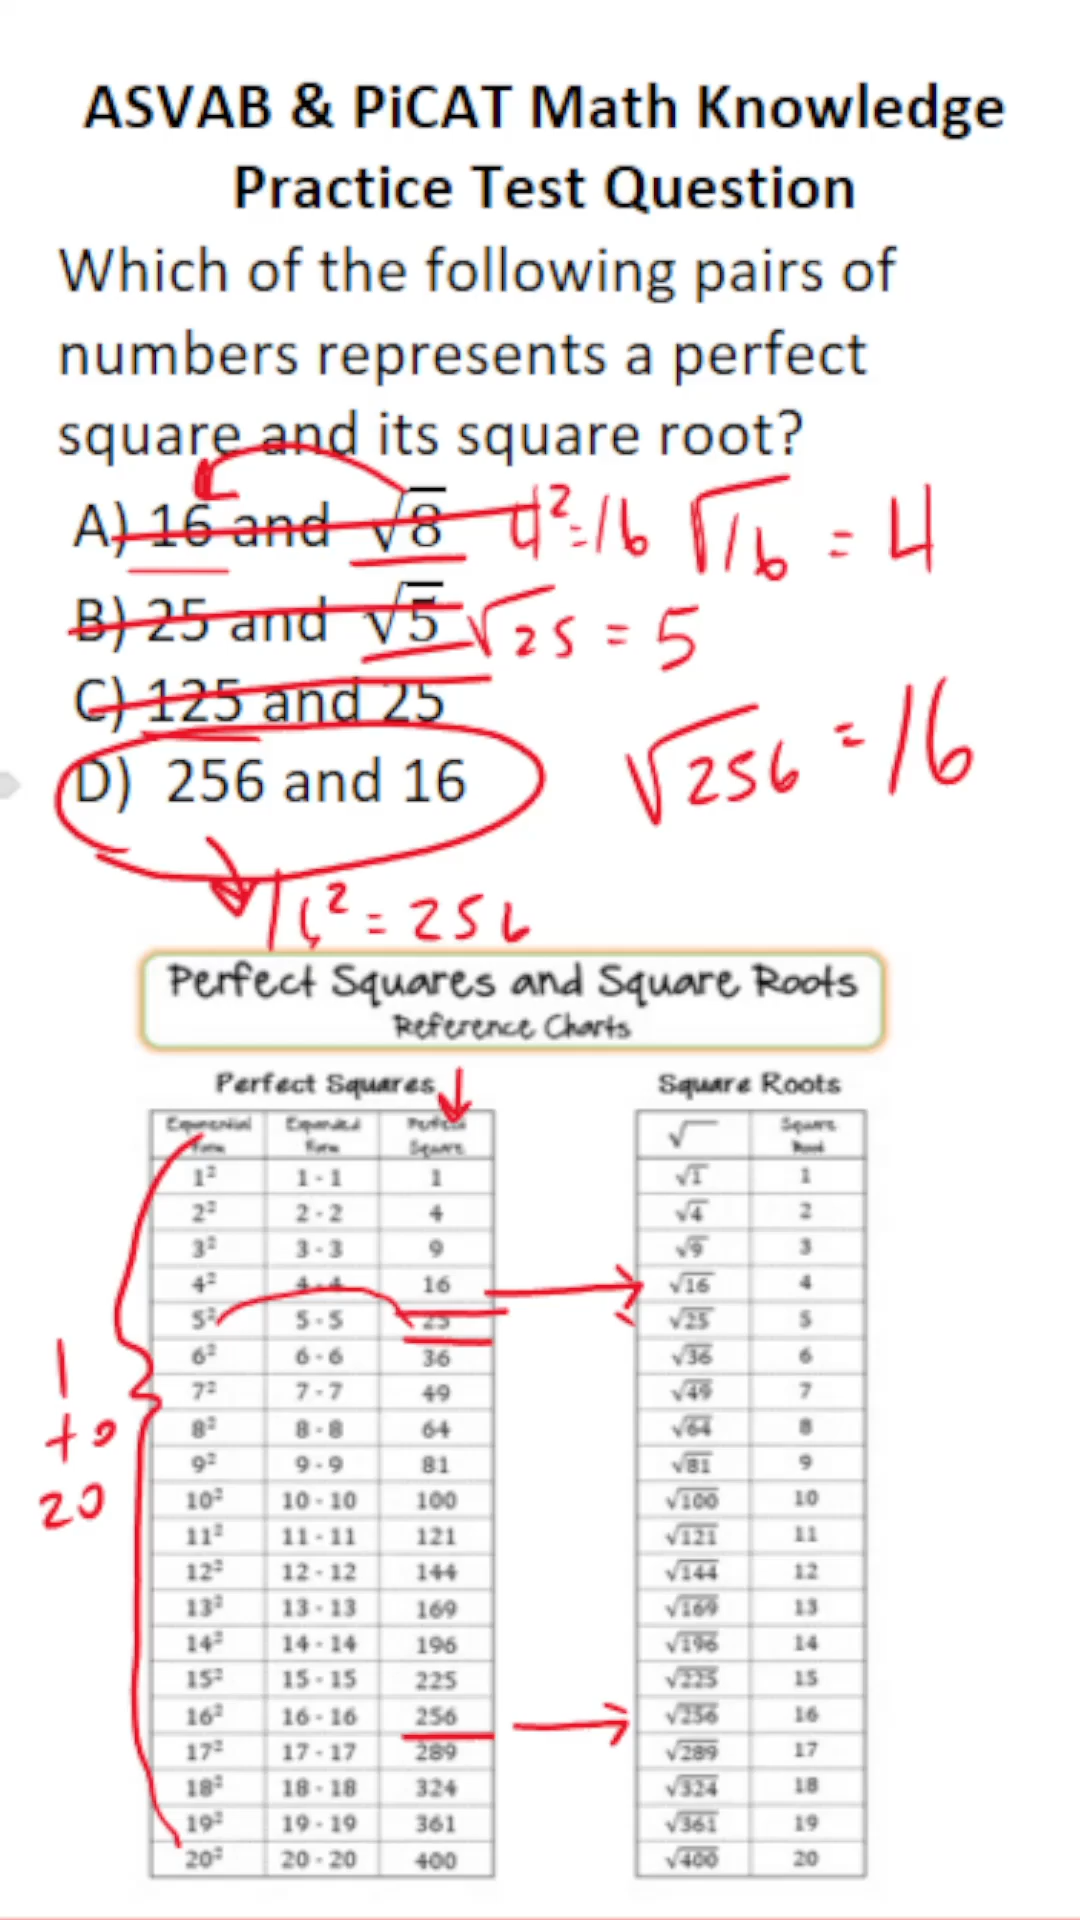 ASVAB & PiCAT Math Knowledge
Practice Test Question
Which of the following pairs of
numbers represents a perfect
square and its square root?
A) 16 and √8 4²=16 √16 = 4
B) 25 and √5 √25 = 5
C) 125 and 25
D) 256 and 16 √256 = 16
16² = 256
Perfect Squares and Square Roots
Reference Charts
Perfect Squares
Exponential Form Expanded Form Perfect Square
1² 1 · 1 1
2² 2 · 2 4
3² 3 · 3 9
4² 4 · 4 16
5² 5 · 5 25
6² 6 · 6 36
7² 7 · 7 49
8² 8 · 8 64
9² 9 · 9 81
10² 10 · 10 100
11² 11 · 11 121
12² 12 · 12 144
13² 13 · 13 169
14² 14 · 14 196
15² 15 · 15 225
16² 16 · 16 256
17² 17 · 17 289
18² 18 · 18 324
19² 19 · 19 361
20² 20 · 20 400
1
to
20
Square Roots
√ Square Root
√1 1
√4 2
√9 3
√16 4
√25 5
√36 6
√49 7
√64 8
√81 9
√100 10
√121 11
√144 12
√169 13
√196 14
√225 15
√256 16
√289 17
√324 18
√361 19
√400 20